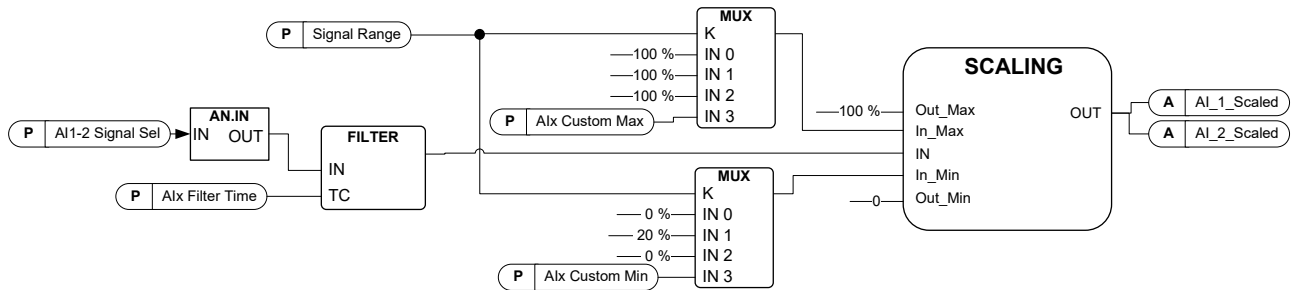 P Signal Range
MUX
K
100 % IN 0
100 % IN 1
100 % IN 2
P AIx Custom Max IN 3
SCALING
100 % Out_Max
In_Max
IN
In_Min
0 Out_Min
OUT
A AI_1_Scaled
A AI_2_Scaled
P AI1-2 Signal Sel
AN.IN
IN OUT
FILTER
IN
P AIx Filter Time TC
MUX
K
0 % IN 0
20 % IN 1
0 % IN 2
P AIx Custom Min IN 3